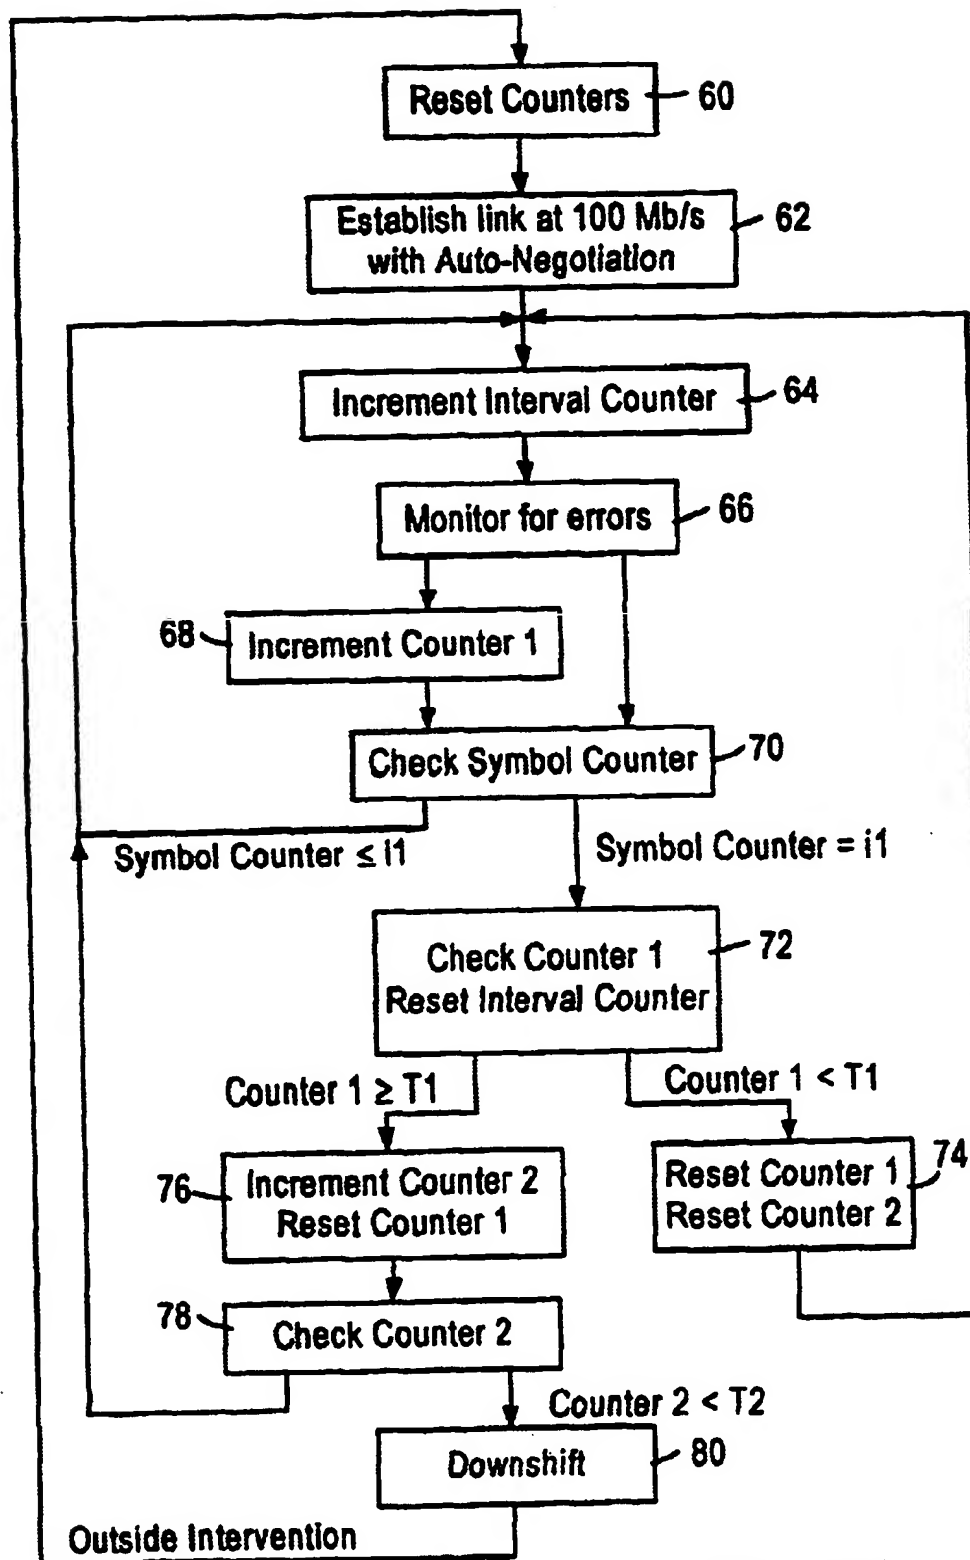 Reset Counters
60
Establish link at 100 Mb/s
with Auto-Negotiation
62
Increment Interval Counter
64
Monitor for errors
66
68
Increment Counter 1
Check Symbol Counter
70
Symbol Counter ≤ i1
Symbol Counter = i1
Check Counter 1
Reset Interval Counter
72
Counter 1 ≥ T1
Counter 1 < T1
76
Increment Counter 2
Reset Counter 1
Reset Counter 1
Reset Counter 2
74
78
Check Counter 2
Counter 2 < T2
Downshift
80
Outside Intervention